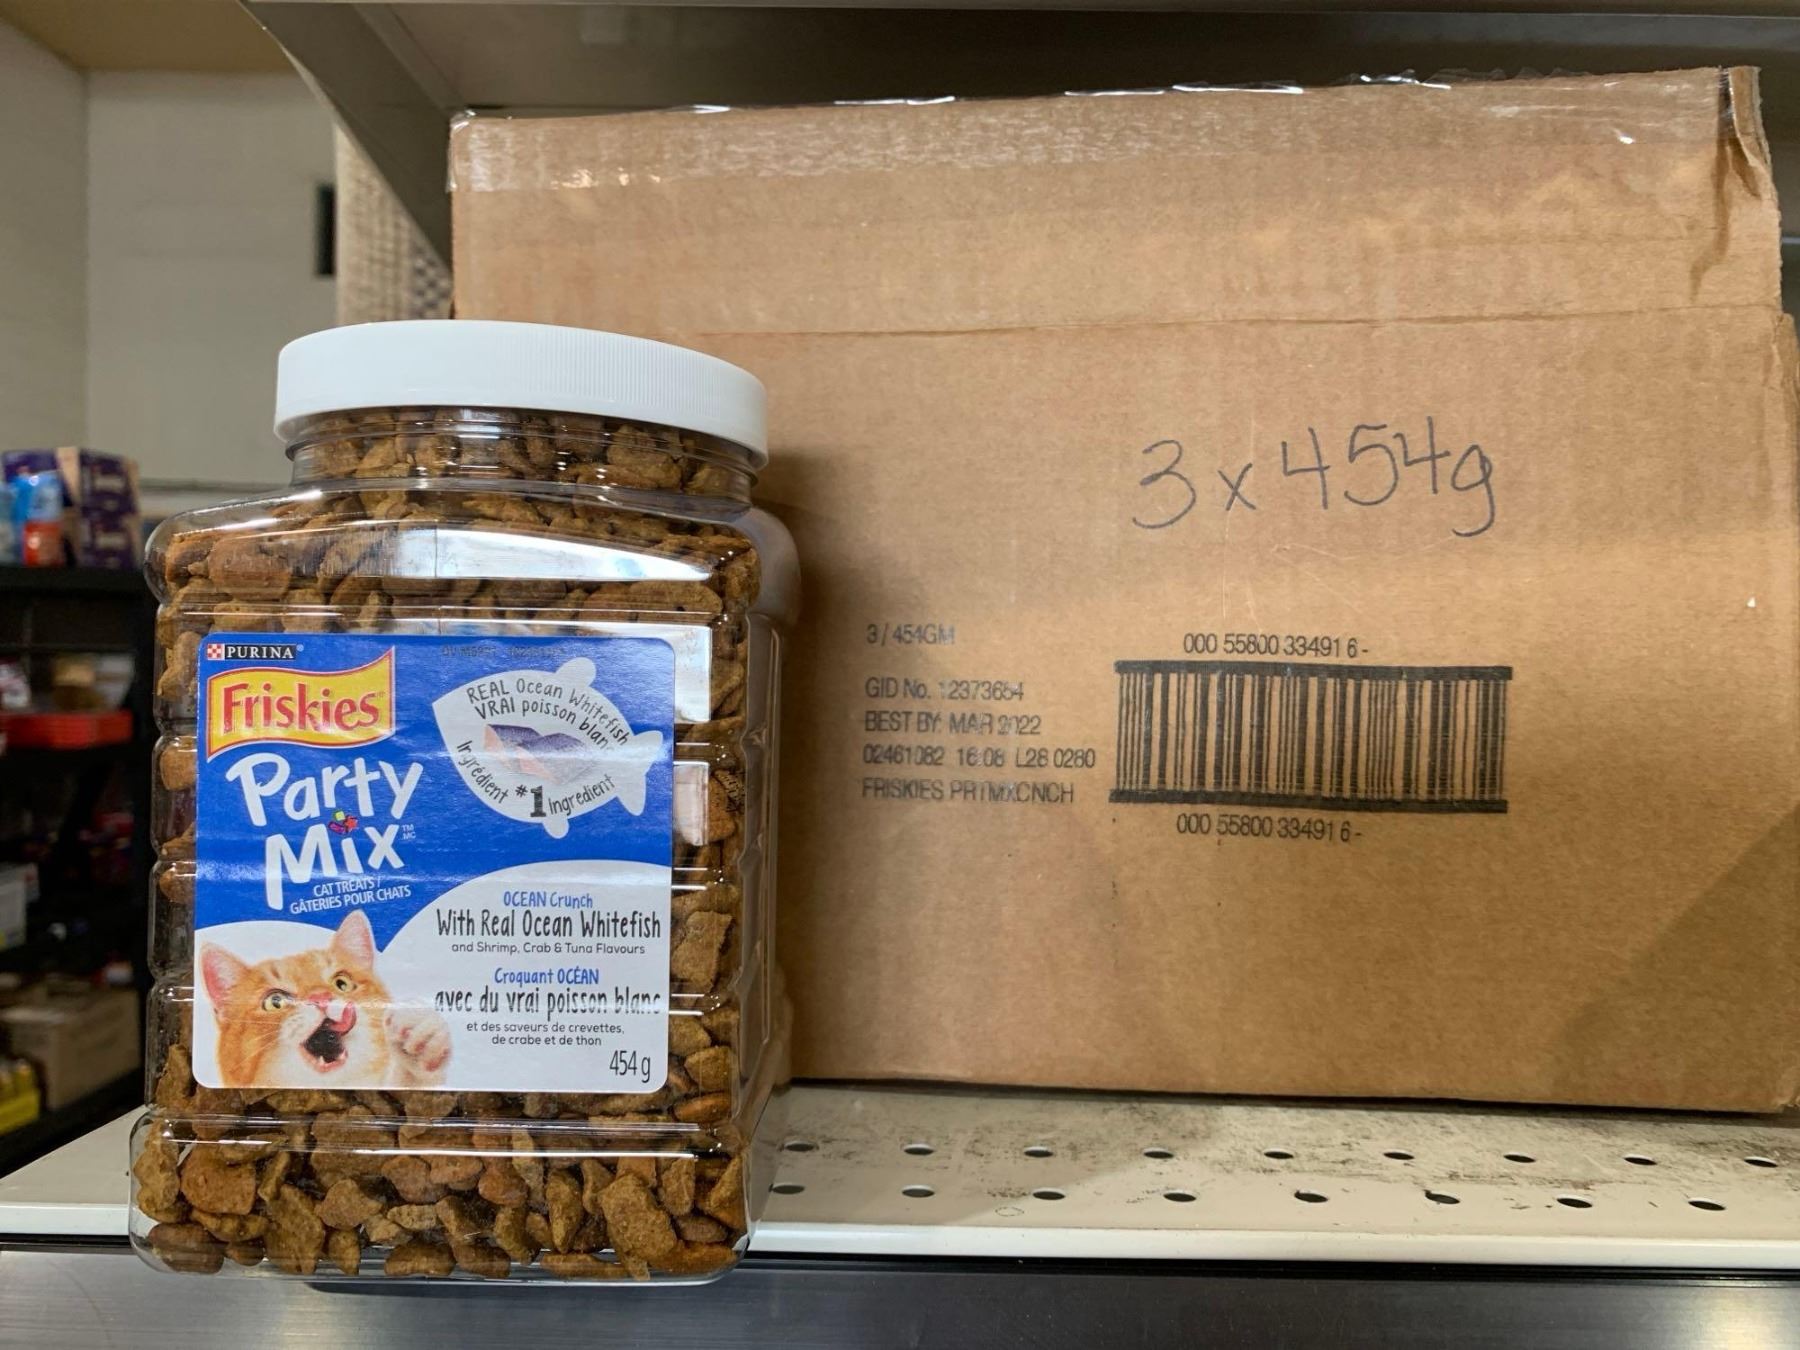 PURINA
Friskies
Party
Mix
TM
MC
CAT TREATS /
GÂTERIES POUR CHATS
REAL Ocean Whitefish
VRAI poisson blanc
Ingrédient #1 Ingredient
OCEAN Crunch
With Real Ocean Whitefish
and Shrimp, Crab & Tuna Flavours
Croquant OCÉAN
avec du vrai poisson blanc
et des saveurs de crevettes,
de crabe et de thon
454 g
3 x 454g
3 / 454GM
GID No. 12373654
BEST BY: MAR 2022
02461082 16:08 L28 0280
FRISKIES PRTMXCNCH
000 55800 33491 6 -
000 55800 33491 6 -